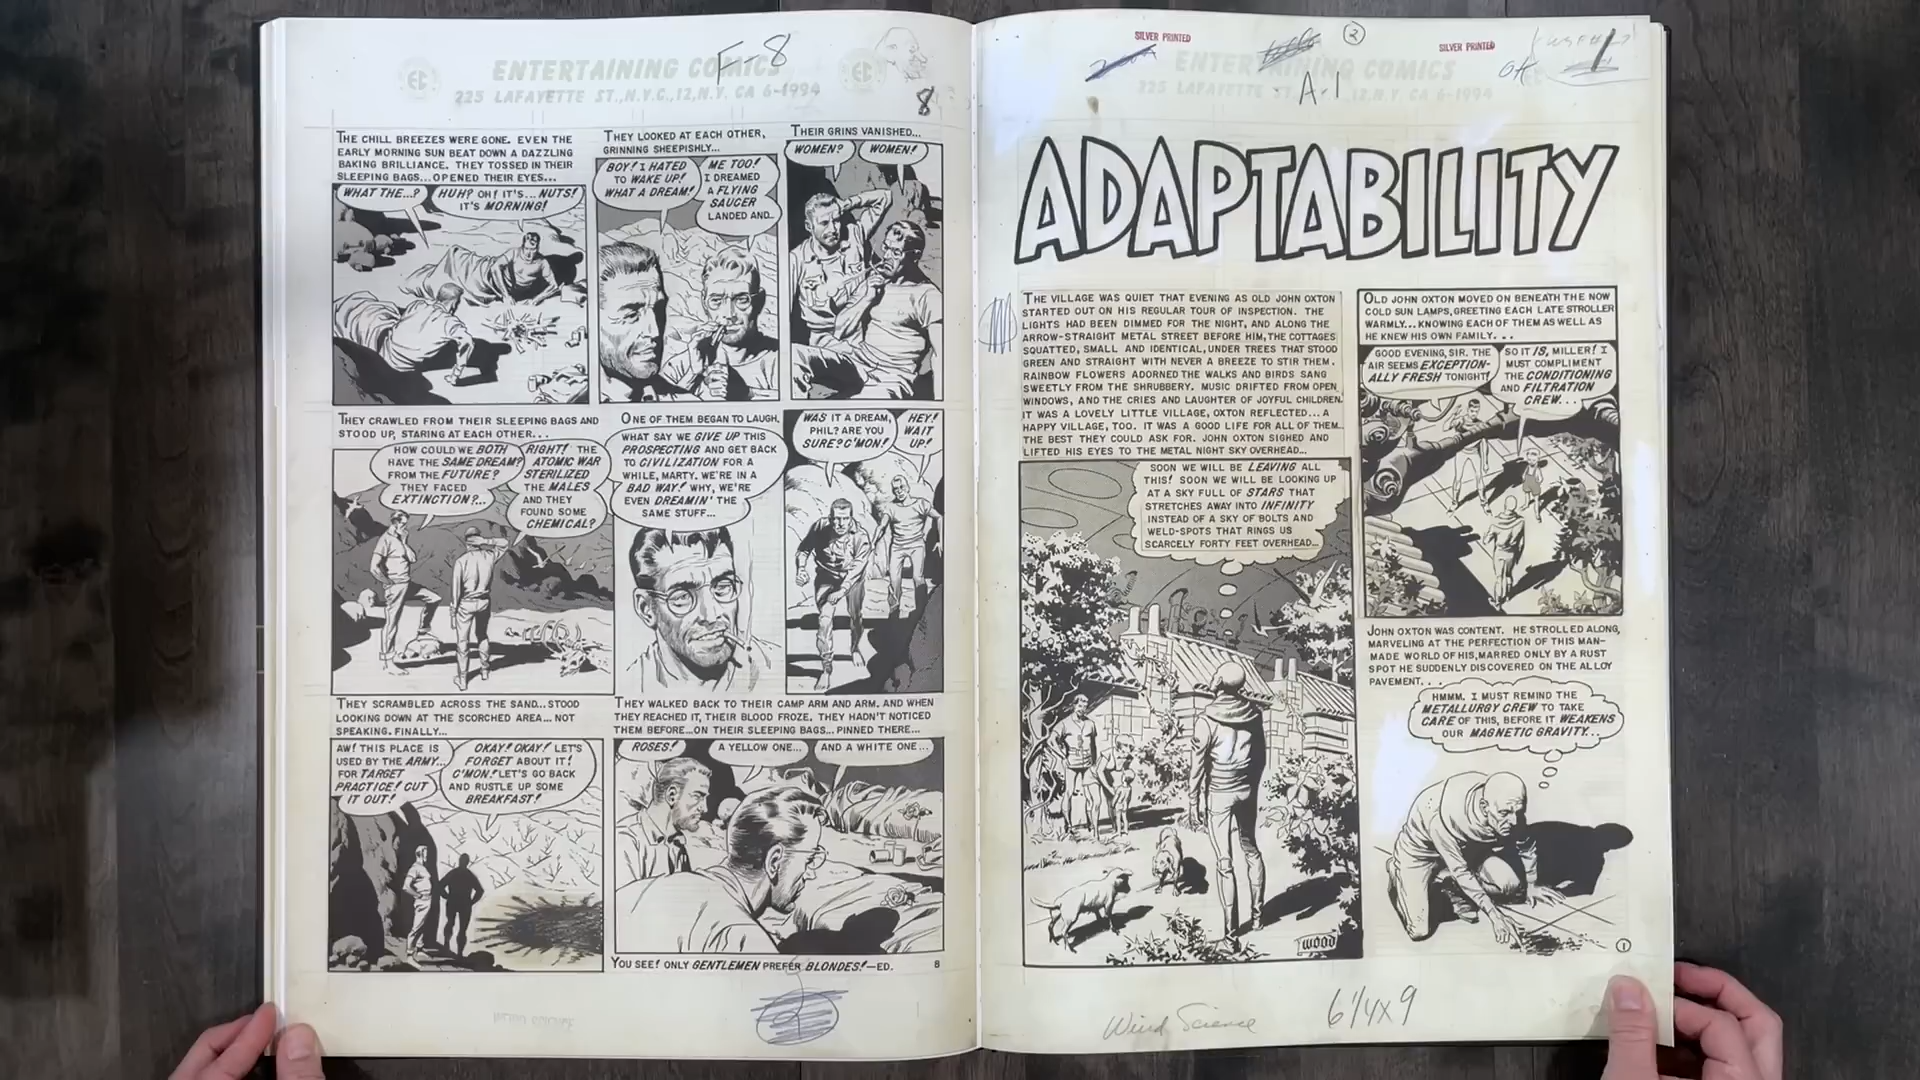 F-8
ENTERTAINING COMICS
225 LAFAYETTE ST., N.Y.C., 12, N.Y. CA 6-1994
8
THE CHILL BREEZES WERE GONE. EVEN THE
EARLY MORNING SUN BEAT DOWN A DAZZLING
BAKING BRILLIANCE. THEY TOSSED IN THEIR
SLEEPING BAGS...OPENED THEIR EYES...
WHAT THE...?
HUH? OH! IT'S... NUTS!
IT'S MORNING!
THEY LOOKED AT EACH OTHER,
GRINNING SHEEPISHLY...
BOY! I HATED
TO WAKE UP!
WHAT A DREAM!
ME TOO!
I DREAMED
A FLYING
SAUCER
LANDED AND..
THEIR GRINS VANISHED...
WOMEN?
WOMEN!
THEY CRAWLED FROM THEIR SLEEPING BAGS AND
STOOD UP, STARING AT EACH OTHER...
HOW COULD WE BOTH
HAVE THE SAME DREAM?
FROM THE FUTURE?
THEY FACED
EXTINCTION?...
RIGHT! THE
ATOMIC WAR
STERILIZED
THE MALES
AND THEY
FOUND SOME
CHEMICAL?
ONE OF THEM BEGAN TO LAUGH.
WHAT SAY WE GIVE UP THIS
PROSPECTING AND GET BACK
TO CIVILIZATION FOR A
WHILE, MARTY. WE'RE IN A
BAD WAY! WHY, WE'RE
EVEN DREAMIN' THE
SAME STUFF...
WAS IT A DREAM,
PHIL? ARE YOU
SURE? C'MON!
HEY!
WAIT
UP!
THEY SCRAMBLED ACROSS THE SAND...STOOD
LOOKING DOWN AT THE SCORCHED AREA...NOT
SPEAKING. FINALLY...
AW! THIS PLACE IS
USED BY THE ARMY...
FOR TARGET
PRACTICE! CUT
IT OUT!
OKAY! OKAY! LET'S
FORGET ABOUT IT!
C'MON! LET'S GO BACK
AND RUSTLE UP SOME
BREAKFAST!
THEY WALKED BACK TO THEIR CAMP ARM AND ARM. AND WHEN
THEY REACHED IT, THEIR BLOOD FROZE. THEY HADN'T NOTICED
THEM BEFORE...ON THEIR SLEEPING BAGS...PINNED THERE...
ROSES!
A YELLOW ONE...
AND A WHITE ONE...
YOU SEE! ONLY GENTLEMEN PREFER BLONDES!—ED.
8
SILVER PRINTED
2
SILVER PRINTED
OK
1
ENTERTAINING COMICS
225 LAFAYETTE ST., N.Y.C., 12, N.Y. CA 6-1994
A-1
ADAPTABILITY
THE VILLAGE WAS QUIET THAT EVENING AS OLD JOHN OXTON
STARTED OUT ON HIS REGULAR TOUR OF INSPECTION. THE
LIGHTS HAD BEEN DIMMED FOR THE NIGHT, AND ALONG THE
ARROW-STRAIGHT METAL STREET BEFORE HIM, THE COTTAGES
SQUATTED, SMALL AND IDENTICAL, UNDER TREES THAT STOOD
GREEN AND STRAIGHT WITH NEVER A BREEZE TO STIR THEM.
RAINBOW FLOWERS ADORNED THE WALKS AND BIRDS SANG
SWEETLY FROM THE SHRUBBERY. MUSIC DRIFTED FROM OPEN
WINDOWS, AND THE CRIES AND LAUGHTER OF JOYFUL CHILDREN.
IT WAS A LOVELY LITTLE VILLAGE, OXTON REFLECTED...A
HAPPY VILLAGE, TOO. IT WAS A GOOD LIFE FOR ALL OF THEM...
THE BEST THEY COULD ASK FOR. JOHN OXTON SIGHED AND
LIFTED HIS EYES TO THE METAL NIGHT SKY OVERHEAD...
SOON WE WILL BE LEAVING ALL
THIS! SOON WE WILL BE LOOKING UP
AT A SKY FULL OF STARS THAT
STRETCHES AWAY INTO INFINITY
INSTEAD OF A SKY OF BOLTS AND
WELD-SPOTS THAT RINGS US
SCARCELY FORTY FEET OVERHEAD...
WOOD
OLD JOHN OXTON MOVED ON BENEATH THE NOW
COLD SUN LAMPS, GREETING EACH LATE STROLLER
WARMLY...KNOWING EACH OF THEM AS WELL AS
HE KNEW HIS OWN FAMILY...
GOOD EVENING, SIR. THE
AIR SEEMS EXCEPTION-
ALLY FRESH TONIGHT!
SO IT IS, MILLER! I
MUST COMPLIMENT
THE CONDITIONING
AND FILTRATION
CREW...
JOHN OXTON WAS CONTENT. HE STROLLED ALONG,
MARVELING AT THE PERFECTION OF THIS MAN-
MADE WORLD OF HIS, MARRED ONLY BY A RUST
SPOT HE SUDDENLY DISCOVERED ON THE ALLOY
PAVEMENT...
HMMM. I MUST REMIND THE
METALLURGY CREW TO TAKE
CARE OF THIS, BEFORE IT WEAKENS
OUR MAGNETIC GRAVITY...
1
Weird Science
6 1/4 x 9